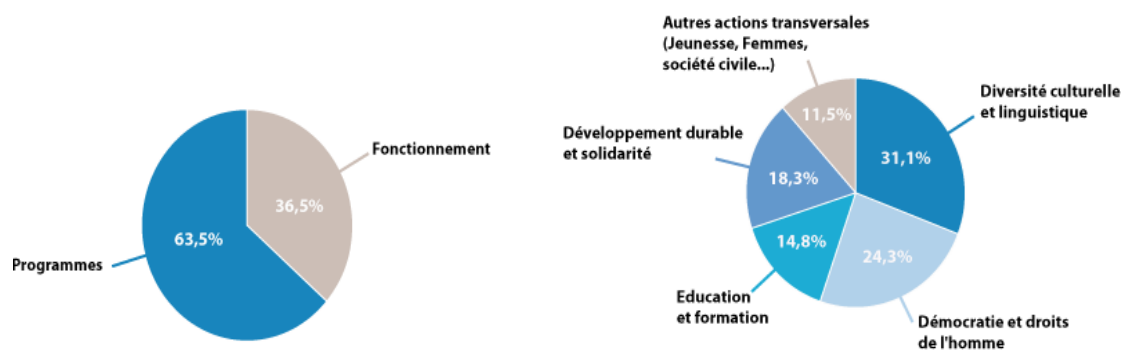 Fonctionnement
36,5%
63,5%
Programmes
Autres actions transversales
(Jeunesse, Femmes,
société civile...)
Diversité culturelle
et linguistique
11,5%
Développement durable
et solidarité
31,1%
18,3%
14,8%
24,3%
Education
et formation
Démocratie et droits
de l'homme